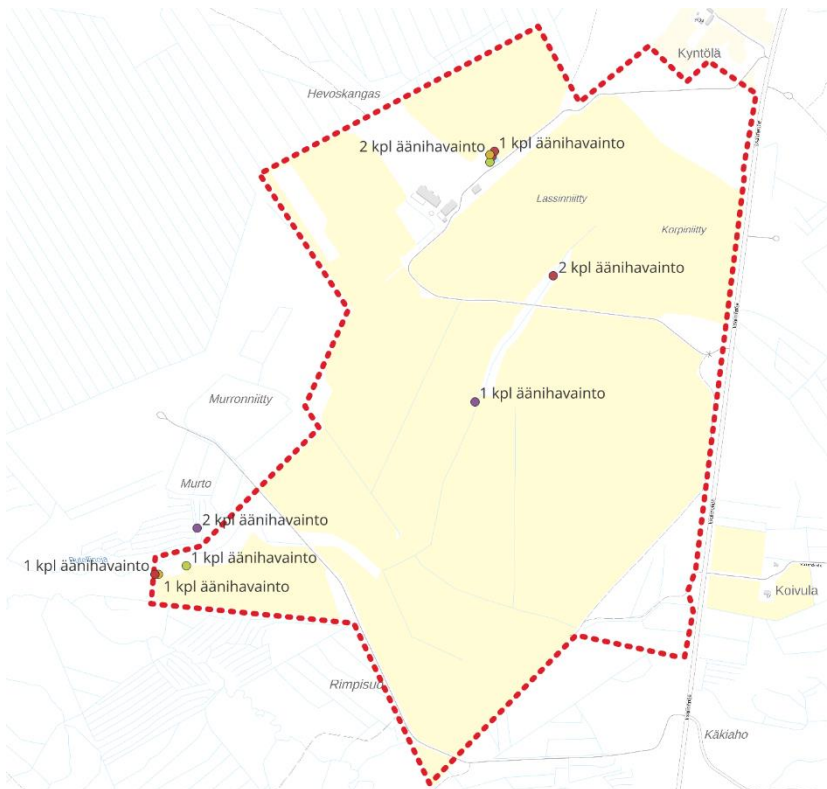 Kyntölä
Hevoskangas
2 kpl äänihavainto
1 kpl äänihavainto
Lassinniitty
Korpiniitty
2 kpl äänihavainto
1 kpl äänihavainto
Murronniitty
Murto
2 kpl äänihavainto
1 kpl äänihavainto
1 kpl äänihavainto
1 kpl äänihavainto
Koivula
Rimpisuo
Käkiaho